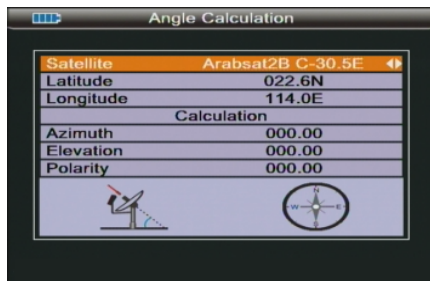 Angle Calculation
Satellite Arabsat2B C-30.5E
Latitude 022.6N
Longitude 114.0E
Calculation
Azimuth 000.00
Elevation 000.00
Polarity 000.00
N
W E
S